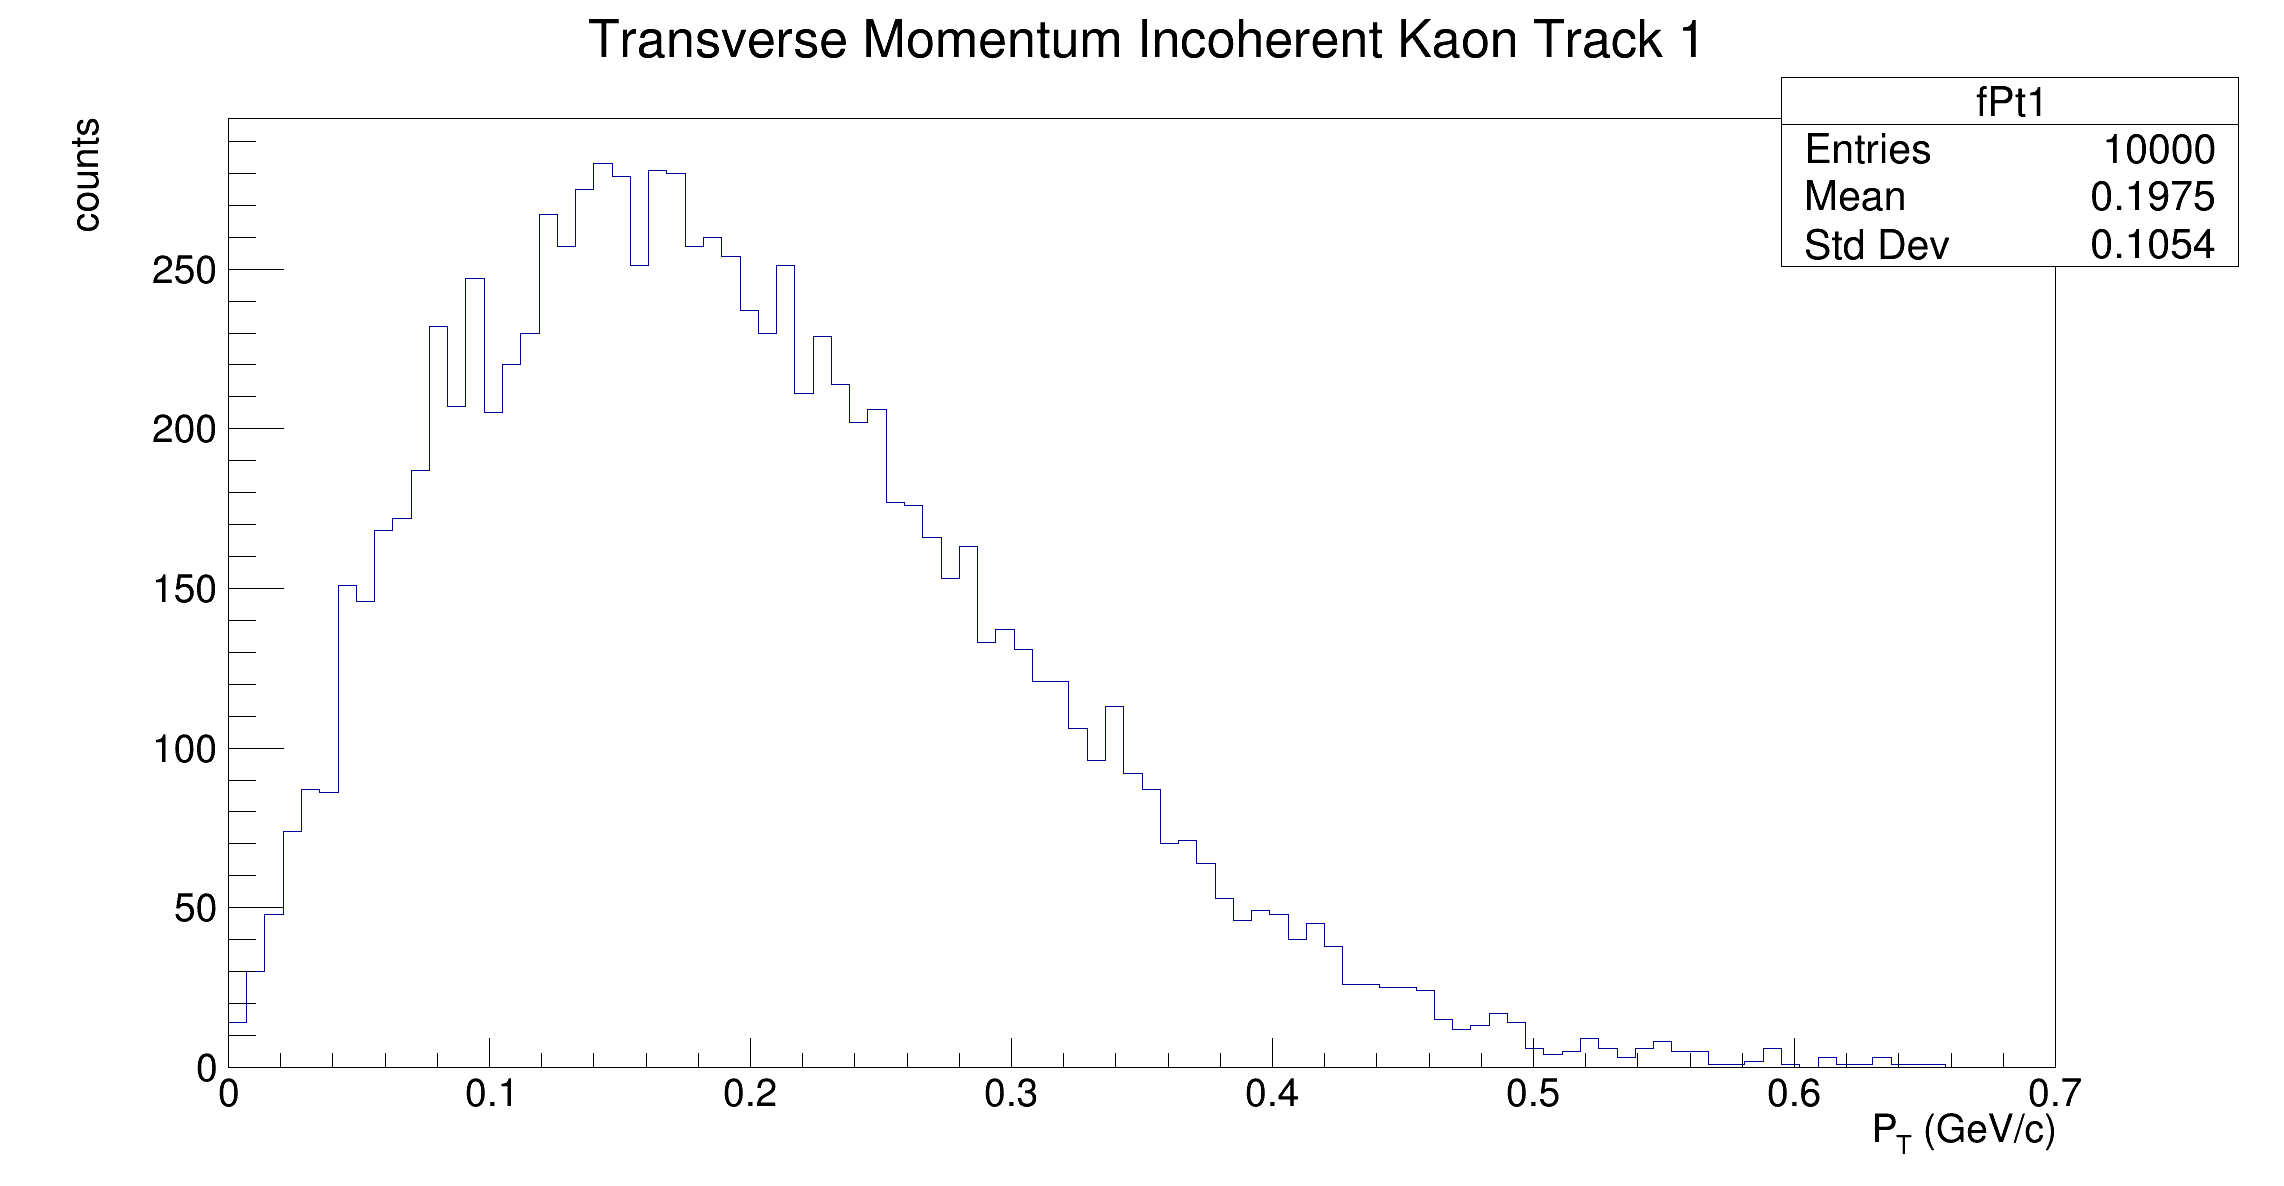 Transverse Momentum Incoherent Kaon Track 1
fPt1
Entries 10000
Mean 0.1975
Std Dev 0.1054
counts
250
200
150
100
50
0
0 0.1 0.2 0.3 0.4 0.5 0.6 0.7
P_T (GeV/c)